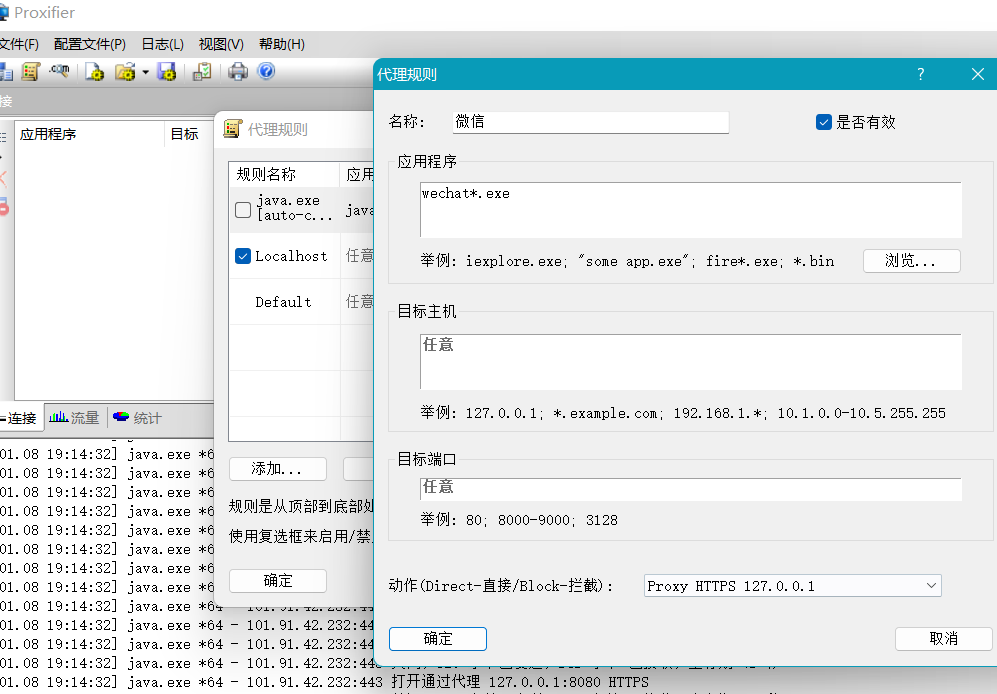 Proxifier
文件(F) 配置文件(P) 日志(L) 视图(V) 帮助(H)
接
应用程序 目标
代理规则
规则名称 应用
java.exe
[auto-c... java
Localhost 任意
Default 任意
添加...
规则是从顶部到底部处
使用复选框来启用/禁
确定
代理规则 ?
名称: 微信 是否有效
应用程序
wechat*.exe
举例: iexplore.exe; "some app.exe"; fire*.exe; *.bin 浏览...
目标主机
任意
举例: 127.0.0.1; *.example.com; 192.168.1.*; 10.1.0.0-10.5.255.255
目标端口
任意
举例: 80; 8000-9000; 3128
动作(Direct-直接/Block-拦截): Proxy HTTPS 127.0.0.1
确定 取消
连接 流量 统计
01.08 19:14:32] java.exe *6
01.08 19:14:32] java.exe *6
01.08 19:14:32] java.exe *6
01.08 19:14:32] java.exe *6
01.08 19:14:32] java.exe *6
01.08 19:14:32] java.exe *6
01.08 19:14:32] java.exe *6
01.08 19:14:32] java.exe *6
01.08 19:14:32] java.exe *64 - 101.91.42.232:44
01.08 19:14:32] java.exe *64 - 101.91.42.232:44
01.08 19:14:32] java.exe *64 - 101.91.42.232:44
01.08 19:14:32] java.exe *64 - 101.91.42.232:443
01.08 19:14:32] java.exe *64 - 101.91.42.232:443 打开通过代理 127.0.0.1:8080 HTTPS